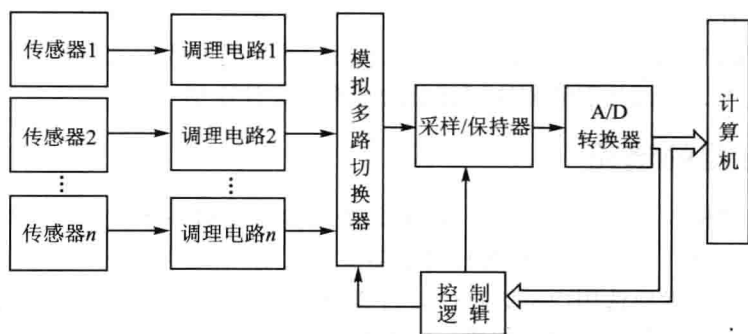 传感器1
调理电路1
传感器2
调理电路2
传感器n
调理电路n
模拟多路切换器
采样/保持器
A/D
转换器
计算机
控制
逻辑